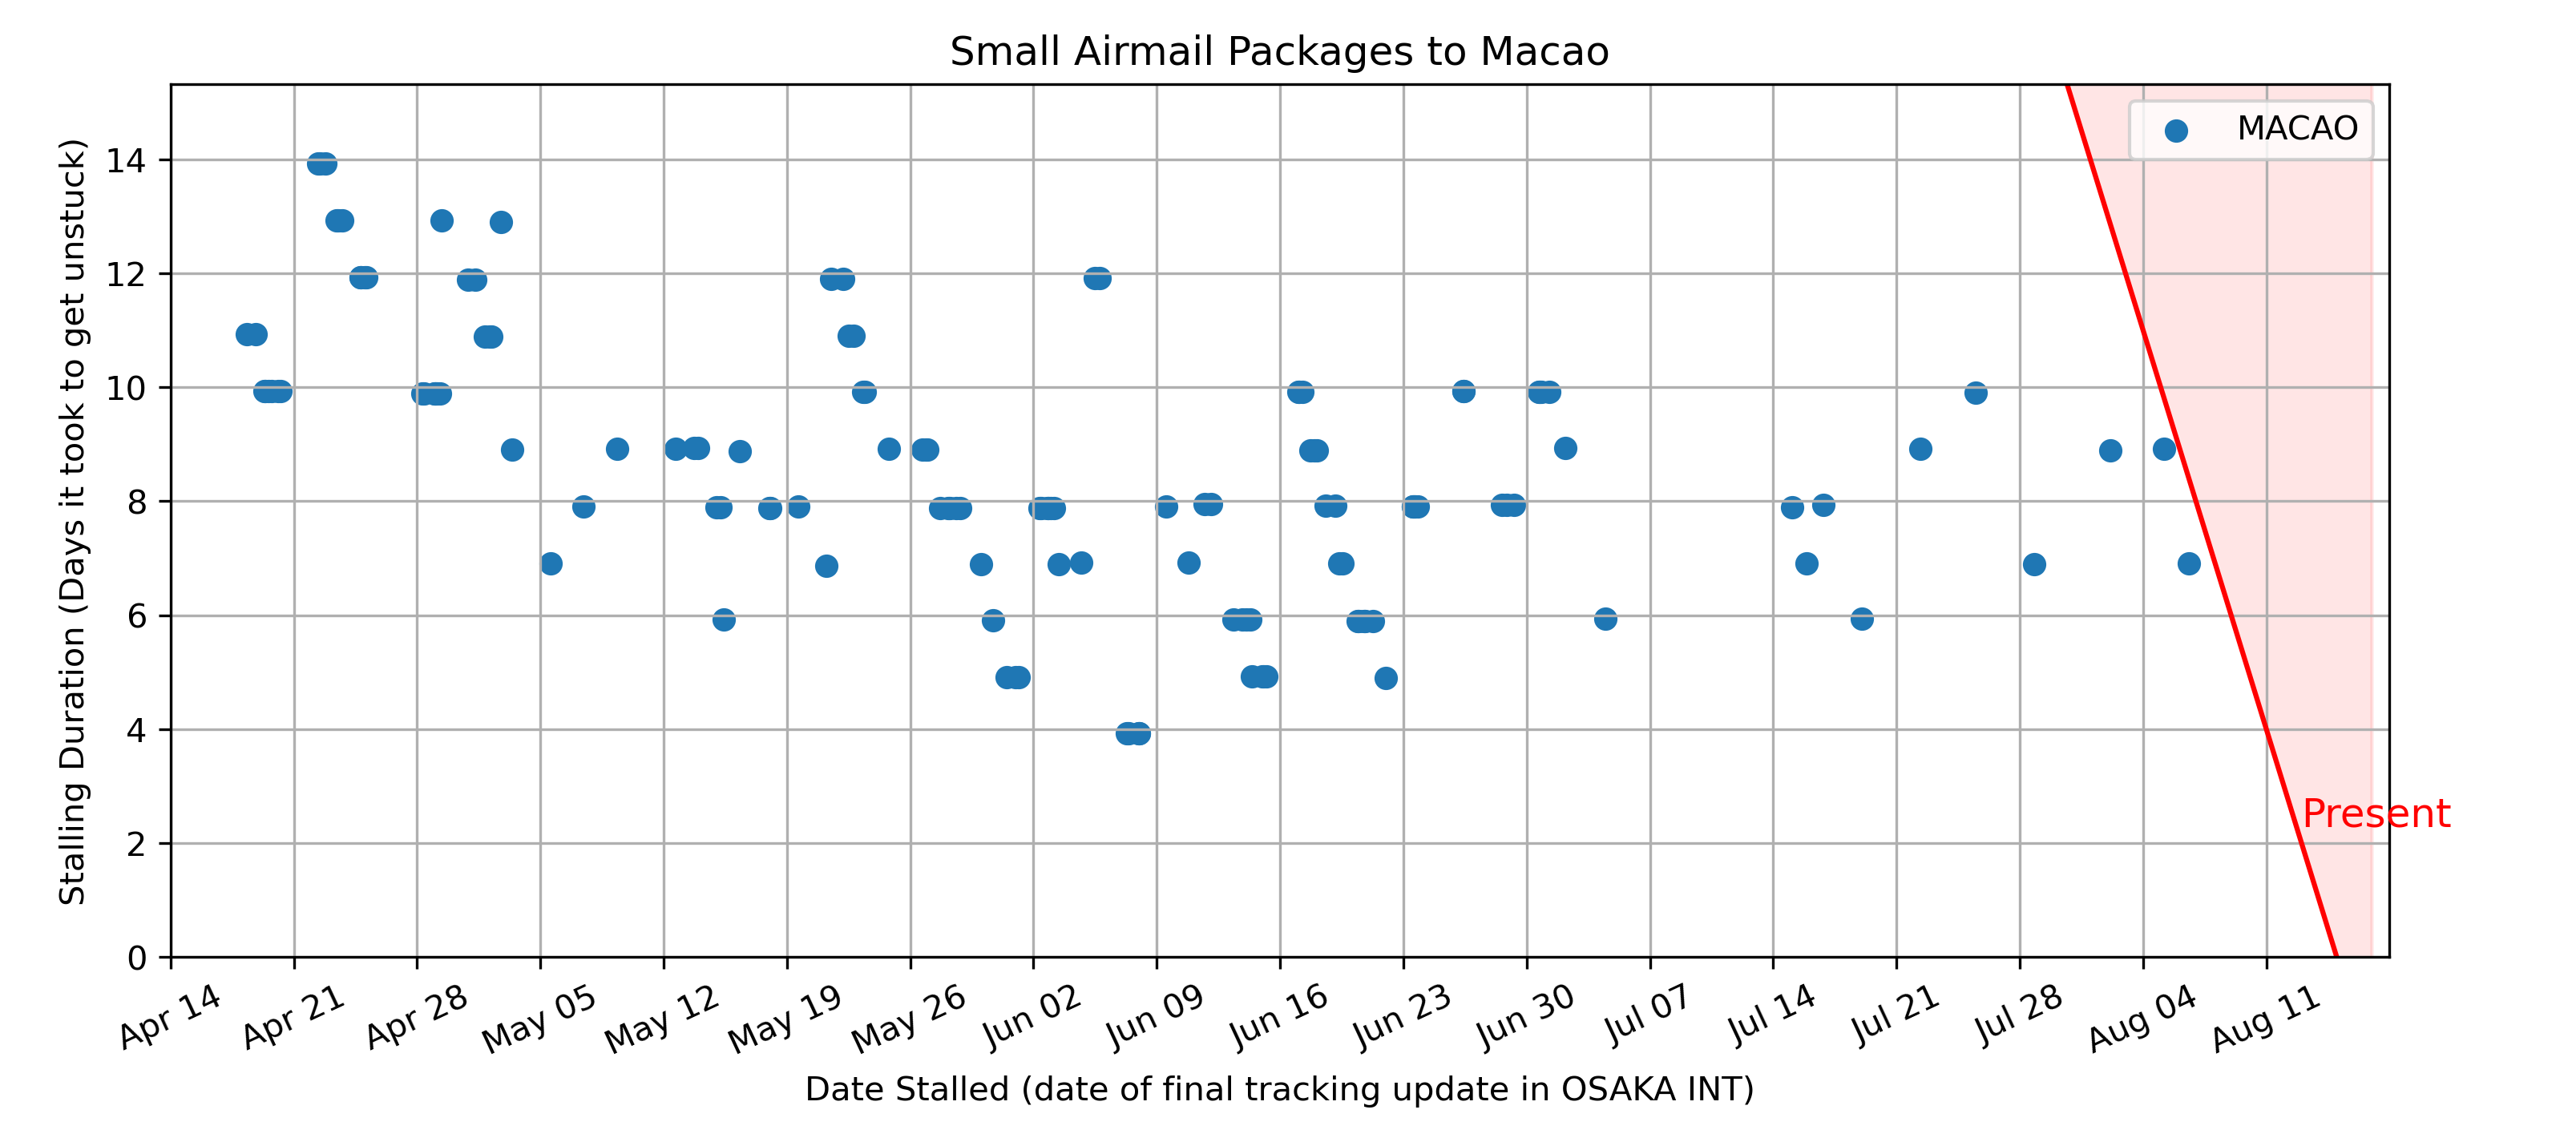 Small Airmail Packages to Macao
MACAO
Stalling Duration (Days it took to get unstuck)
14
12
10
8
6
4
2
0
Present
Apr 14
Apr 21
Apr 28
May 05
May 12
May 19
May 26
Jun 02
Jun 09
Jun 16
Jun 23
Jun 30
Jul 07
Jul 14
Jul 21
Jul 28
Aug 04
Aug 11
Date Stalled (date of final tracking update in OSAKA INT)